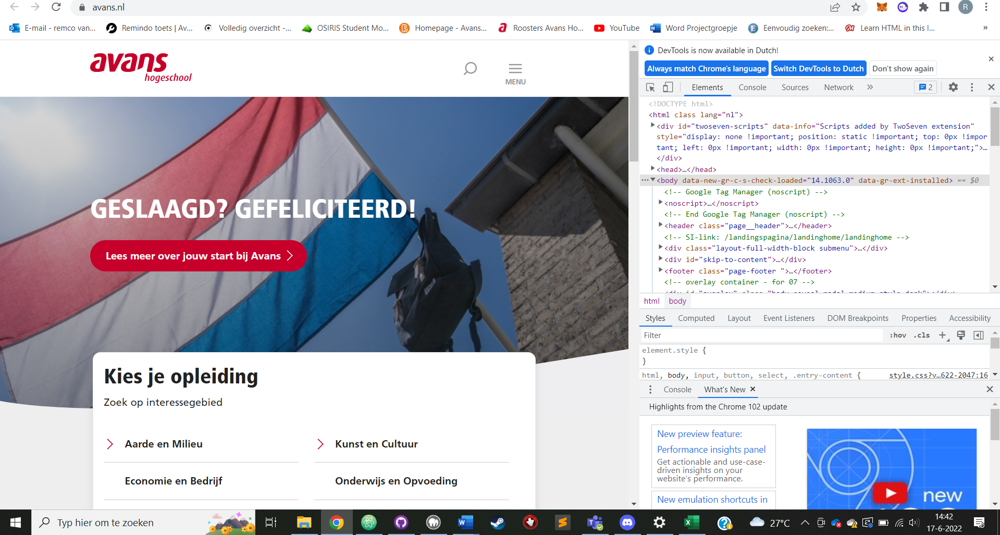 avans.nl
R
E-mail - remco van...
Remindo toets | Av...
Volledig overzicht -...
OSIRIS Student Mo...
Homepage - Avans...
Roosters Avans Ho...
YouTube
Word Projectgroepje
Eenvoudig zoeken:...
Learn HTML in this I...
»
avans
hogeschool
MENU
GESLAAGD? GEFELICITEERD!
Lees meer over jouw start bij Avans
Kies je opleiding
Zoek op interessegebied
Aarde en Milieu
Kunst en Cultuur
Economie en Bedrijf
Onderwijs en Opvoeding
DevTools is now available in Dutch!
Always match Chrome's language
Switch DevTools to Dutch
Don't show again
Elements
Console
Sources
Network
»
2
<!DOCTYPE html>
<html class lang="nl">
<div id="twoseven-scripts" data-info="Scripts added by TwoSeven extension"
style="display: none !important; position: static !important; top: 0px !impor
tant; left: 0px !important; width: 0px !important; height: 0px !important;">…
</div>
<head>…</head>
<body data-new-gr-c-s-check-loaded="14.1063.0" data-gr-ext-installed> == $0
<!-- Google Tag Manager (noscript) -->
<noscript>…</noscript>
<!-- End Google Tag Manager (noscript) -->
<header class="page__header">…</header>
<!-- SI-link: /landingspagina/landinghome/landinghome -->
<div class="layout-full-width-block submenu">…</div>
<div id="skip-to-content">…</div>
<footer class="page-footer ">…</footer>
<!-- overlay container - for 07 -->
html
body
Styles
Computed
Layout
Event Listeners
DOM Breakpoints
Properties
Accessibility
Filter
:hov
.cls
element.style {
}
html, body, input, button, select, .entry-content {
style.css?v…622-2047:16
Console
What's New
Highlights from the Chrome 102 update
New preview feature:
Performance insights panel
Get actionable and use-case-
driven insights on your
website's performance.
New emulation shortcuts in
new
Typ hier om te zoeken
27°C
14:42
17-6-2022